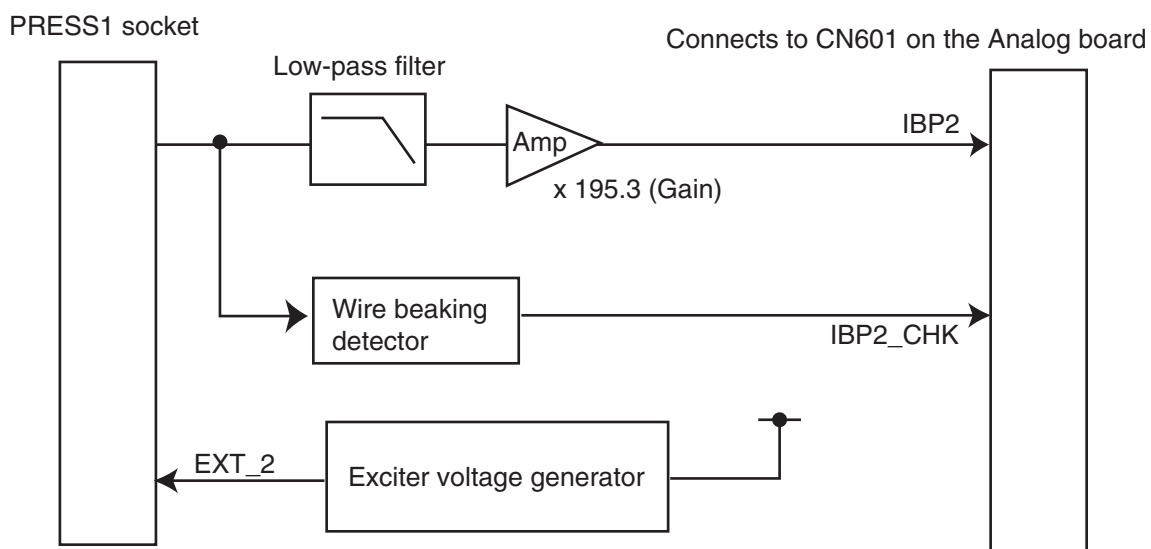 PRESS1 socket
Connects to CN601 on the Analog board
Low-pass filter
Amp
IBP2
x 195.3 (Gain)
Wire beaking
detector
IBP2_CHK
EXT_2
Exciter voltage generator